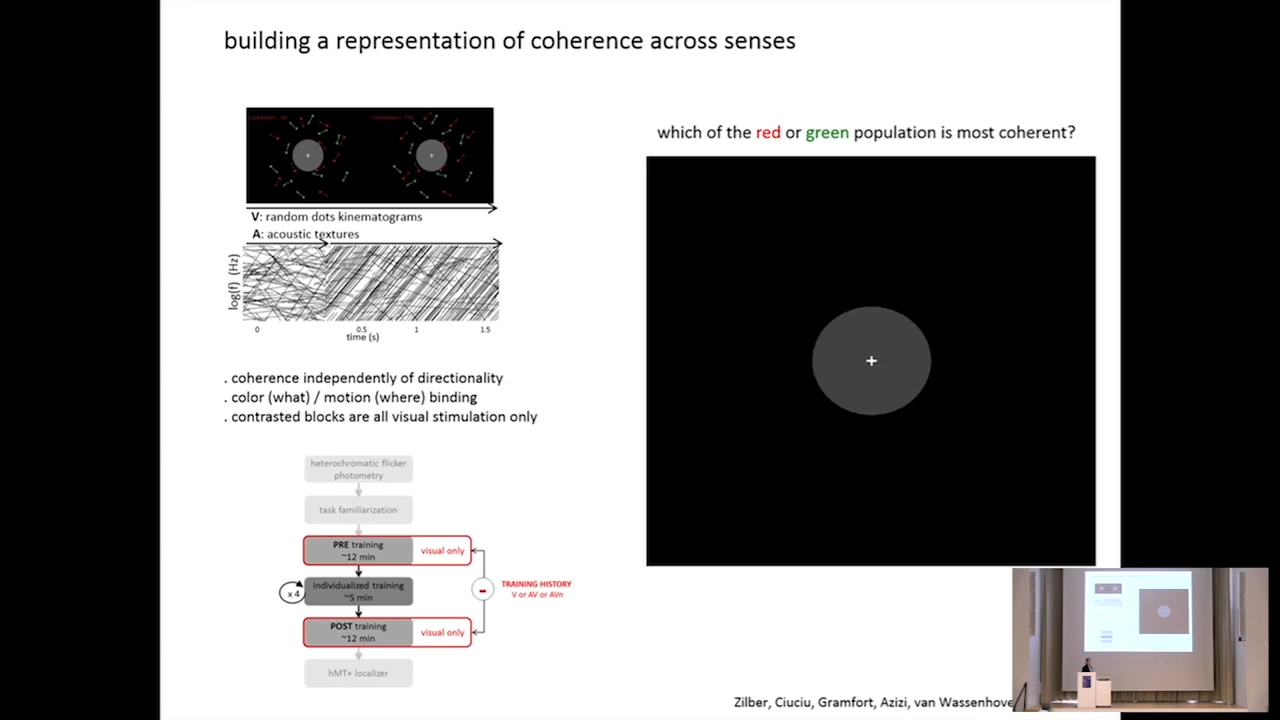 building a representation of coherence across senses
which of the red or green population is most coherent?
V: random dots kinematograms
A: acoustic textures
log(f) (Hz)
0 0.5 1 1.5
time (s)
. coherence independently of directionality
. color (what) / motion (where) binding
. contrasted blocks are all visual stimulation only
heterochromatic flicker
photometry
task familiarization
PRE training
~12 min
visual only
individualized training
~5 min
x 4
TRAINING HISTORY
V or AV or AVn
POST training
~12 min
visual only
hMT+ localizer
Zilber, Ciuciu, Gramfort, Azizi, van Wassenhove